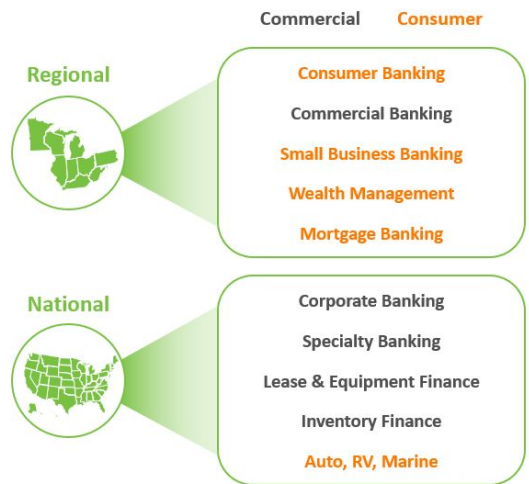 Commercial Consumer
Regional
Consumer Banking
Commercial Banking
Small Business Banking
Wealth Management
Mortgage Banking
National
Corporate Banking
Specialty Banking
Lease & Equipment Finance
Inventory Finance
Auto, RV, Marine